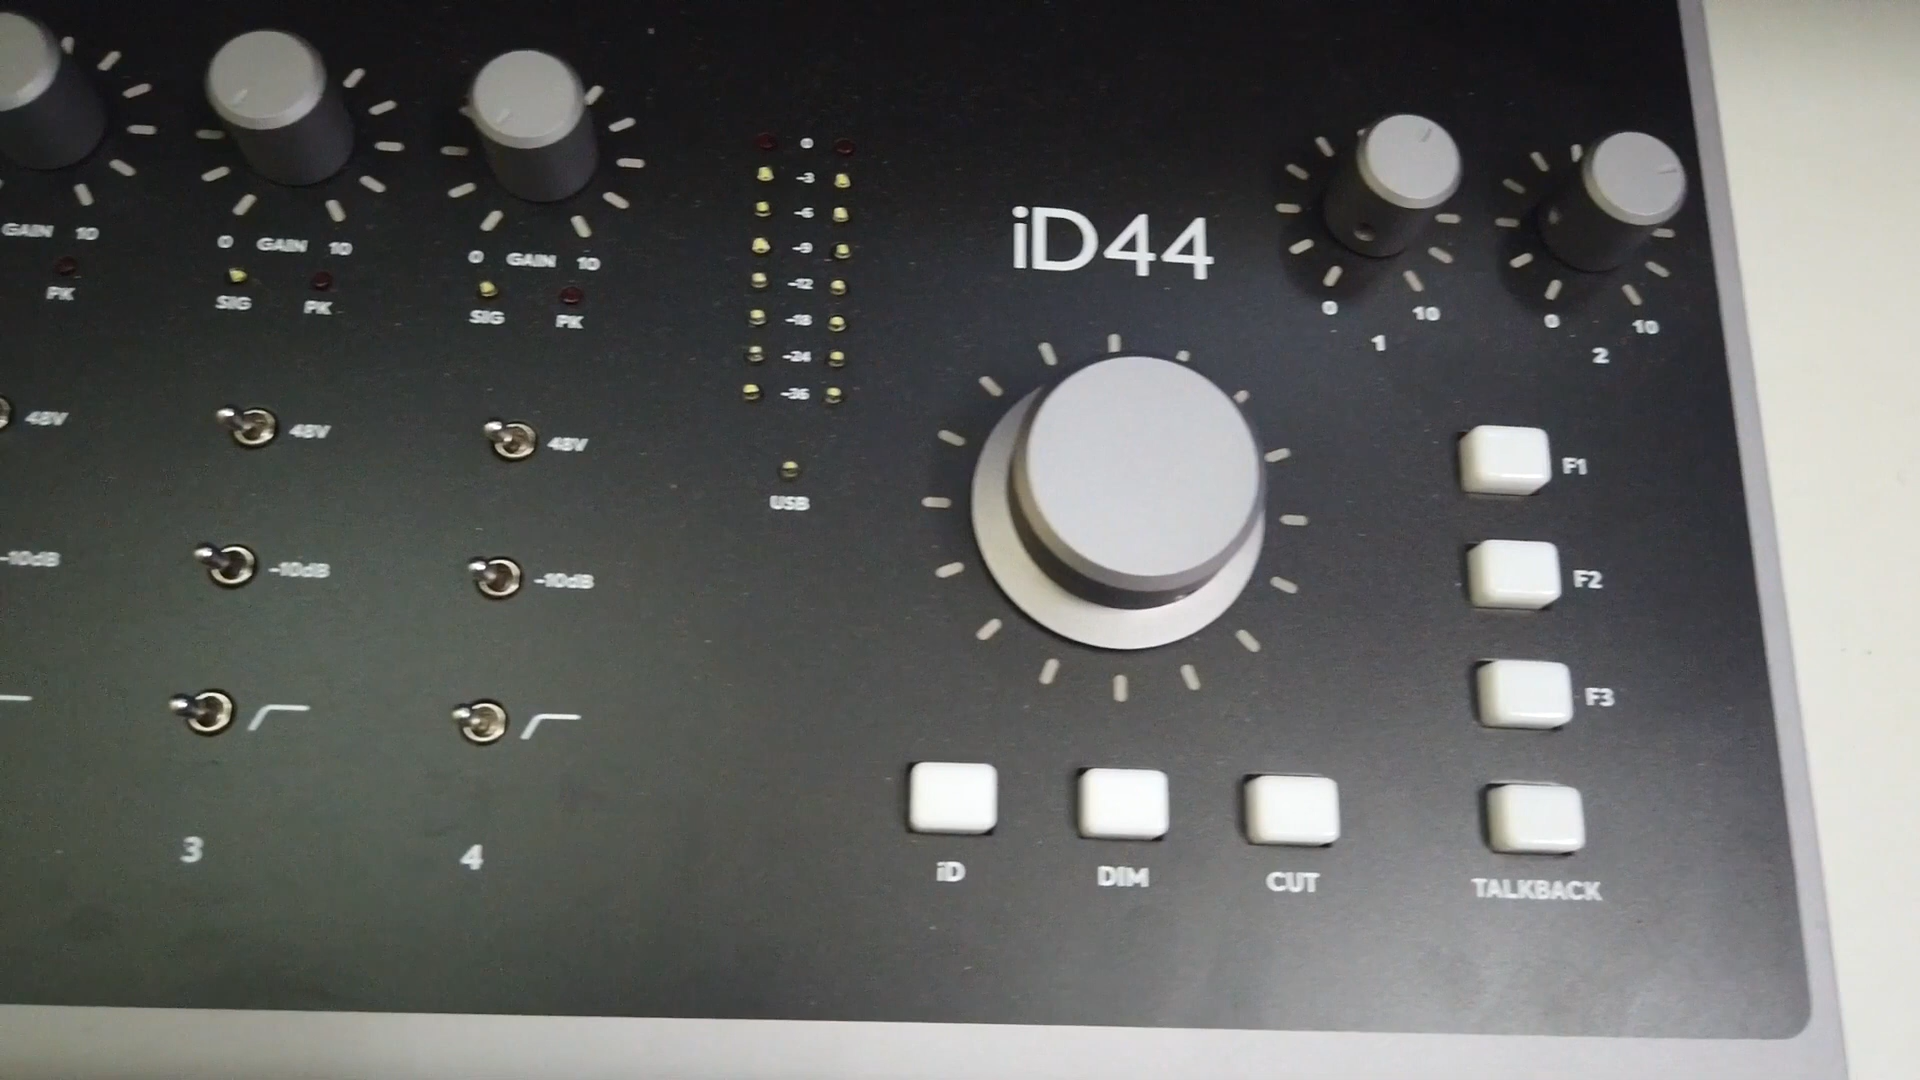 GAIN 10
PK
0 GAIN 10
SIG PK
0 GAIN 10
SIG PK
0
-3
-6
-9
-12
-18
-24
-36
USB
iD44
0 10
1
0 10
2
48V
48V
48V
-10dB
-10dB
-10dB
3
4
F1
F2
F3
iD
DIM
CUT
TALKBACK